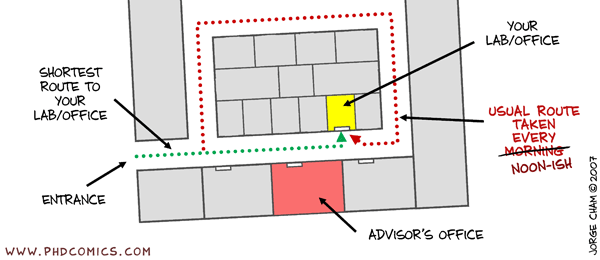 YOUR
LAB/OFFICE
SHORTEST
ROUTE TO
YOUR
LAB/OFFICE
USUAL ROUTE
TAKEN
EVERY
MORNING
NOON-ISH
ENTRANCE
ADVISOR'S OFFICE
WWW.PHDCOMICS.COM
JORGE CHAM © 2007